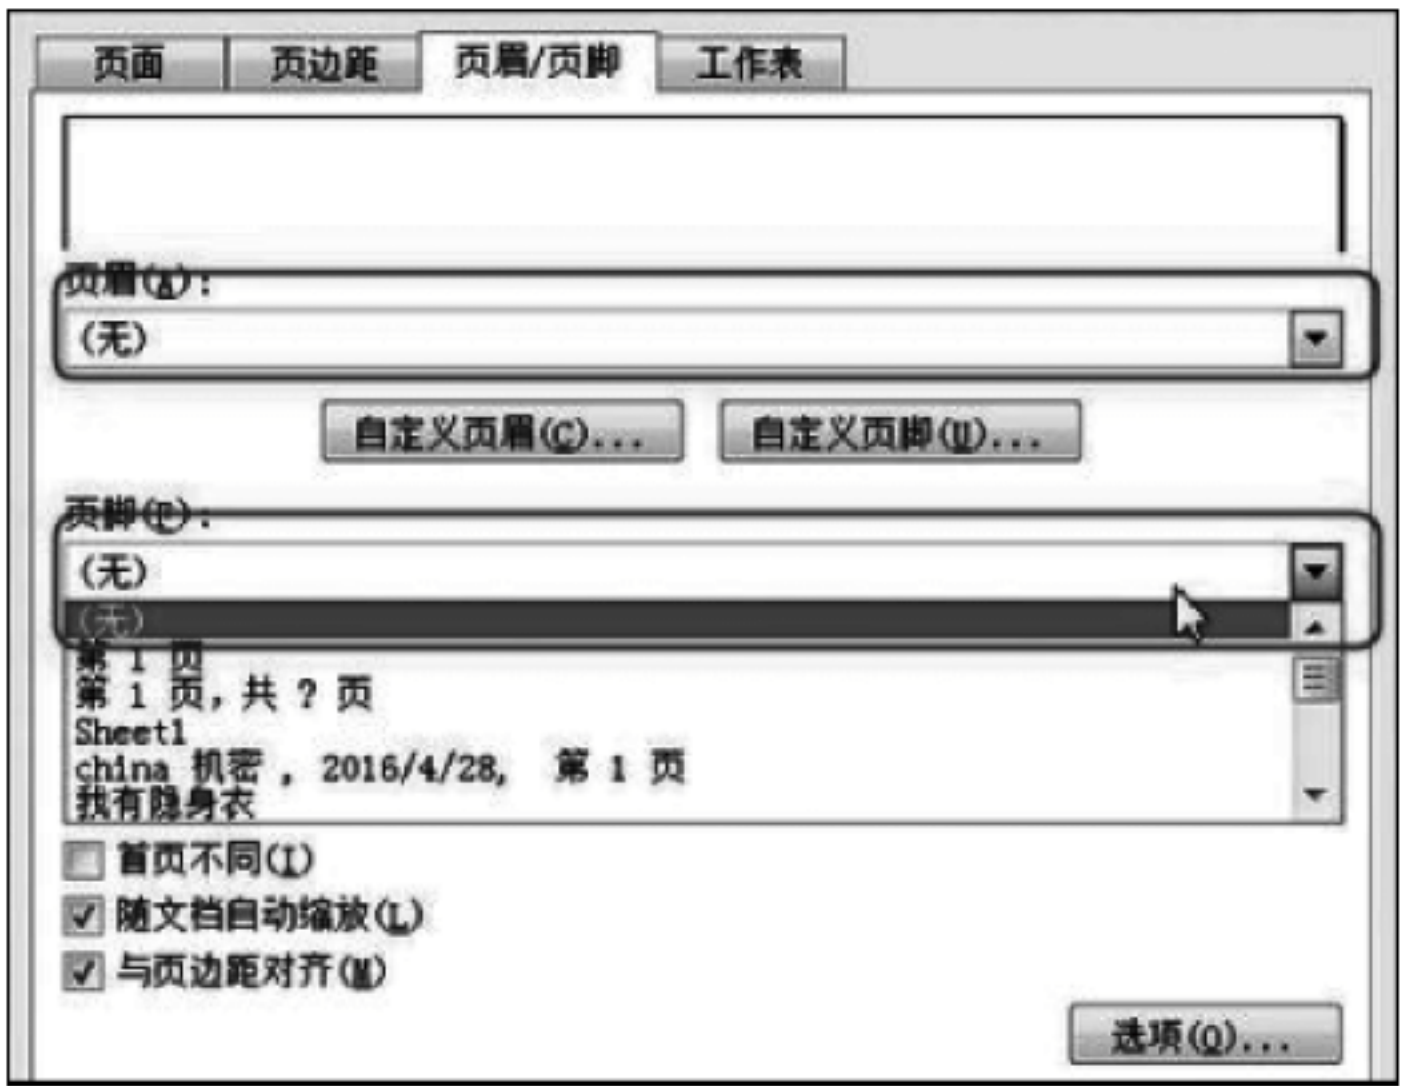 页面 页边距 页眉/页脚 工作表
页眉(A):
(无)
自定义页眉(C)... 自定义页脚(U)...
页脚(F):
(无)
(无)
第 1 页
第 1 页, 共 ? 页
Sheet1
china 机密 , 2016/4/28, 第 1 页
我有隐身衣
首页不同(I)
随文档自动缩放(L)
与页边距对齐(M)
选项(O)...